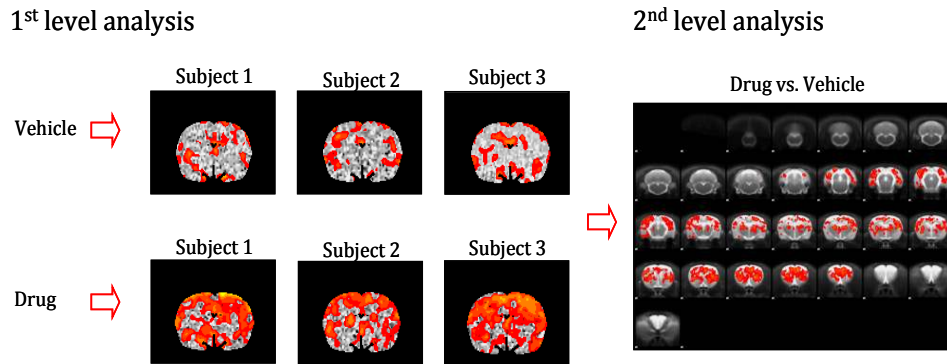 1st level analysis
2nd level analysis
Subject 1
Subject 2
Subject 3
Drug vs. Vehicle
Vehicle
Subject 1
Subject 2
Subject 3
Drug